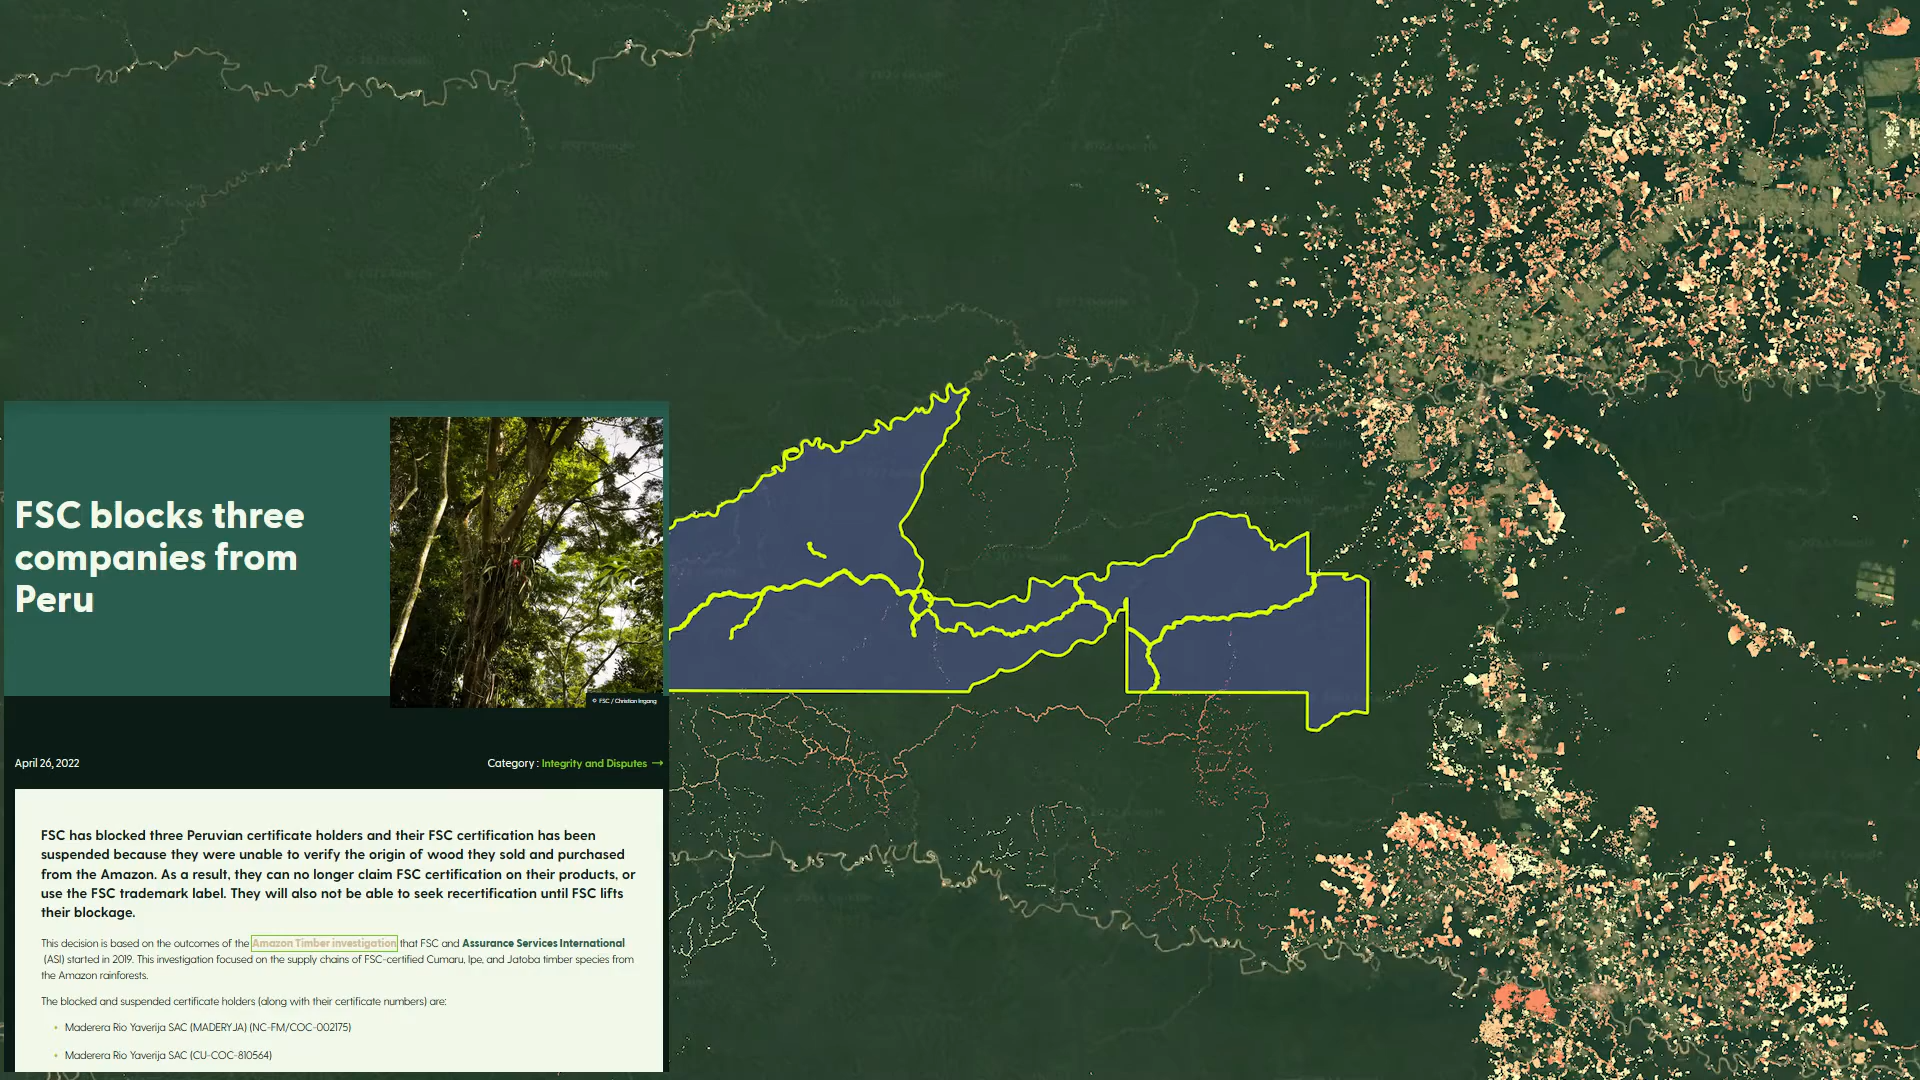 FSC blocks three
companies from
Peru
© FSC / Christian Irrgang
April 26, 2022
Category : Integrity and Disputes →
FSC has blocked three Peruvian certificate holders and their FSC certification has been
suspended because they were unable to verify the origin of wood they sold and purchased
from the Amazon. As a result, they can no longer claim FSC certification on their products, or
use the FSC trademark label. They will also not be able to seek recertification until FSC lifts
their blockage.
This decision is based on the outcomes of the Amazon Timber investigation that FSC and Assurance Services International
(ASI) started in 2019. This investigation focused on the supply chains of FSC-certified Cumaru, Ipe, and Jatoba timber species from
the Amazon rainforests.
The blocked and suspended certificate holders (along with their certificate numbers) are:
• Maderera Rio Yaverija SAC (MADERYJA) (NC-FM/COC-002175)
• Maderera Rio Yaverija SAC (CU-COC-810564)